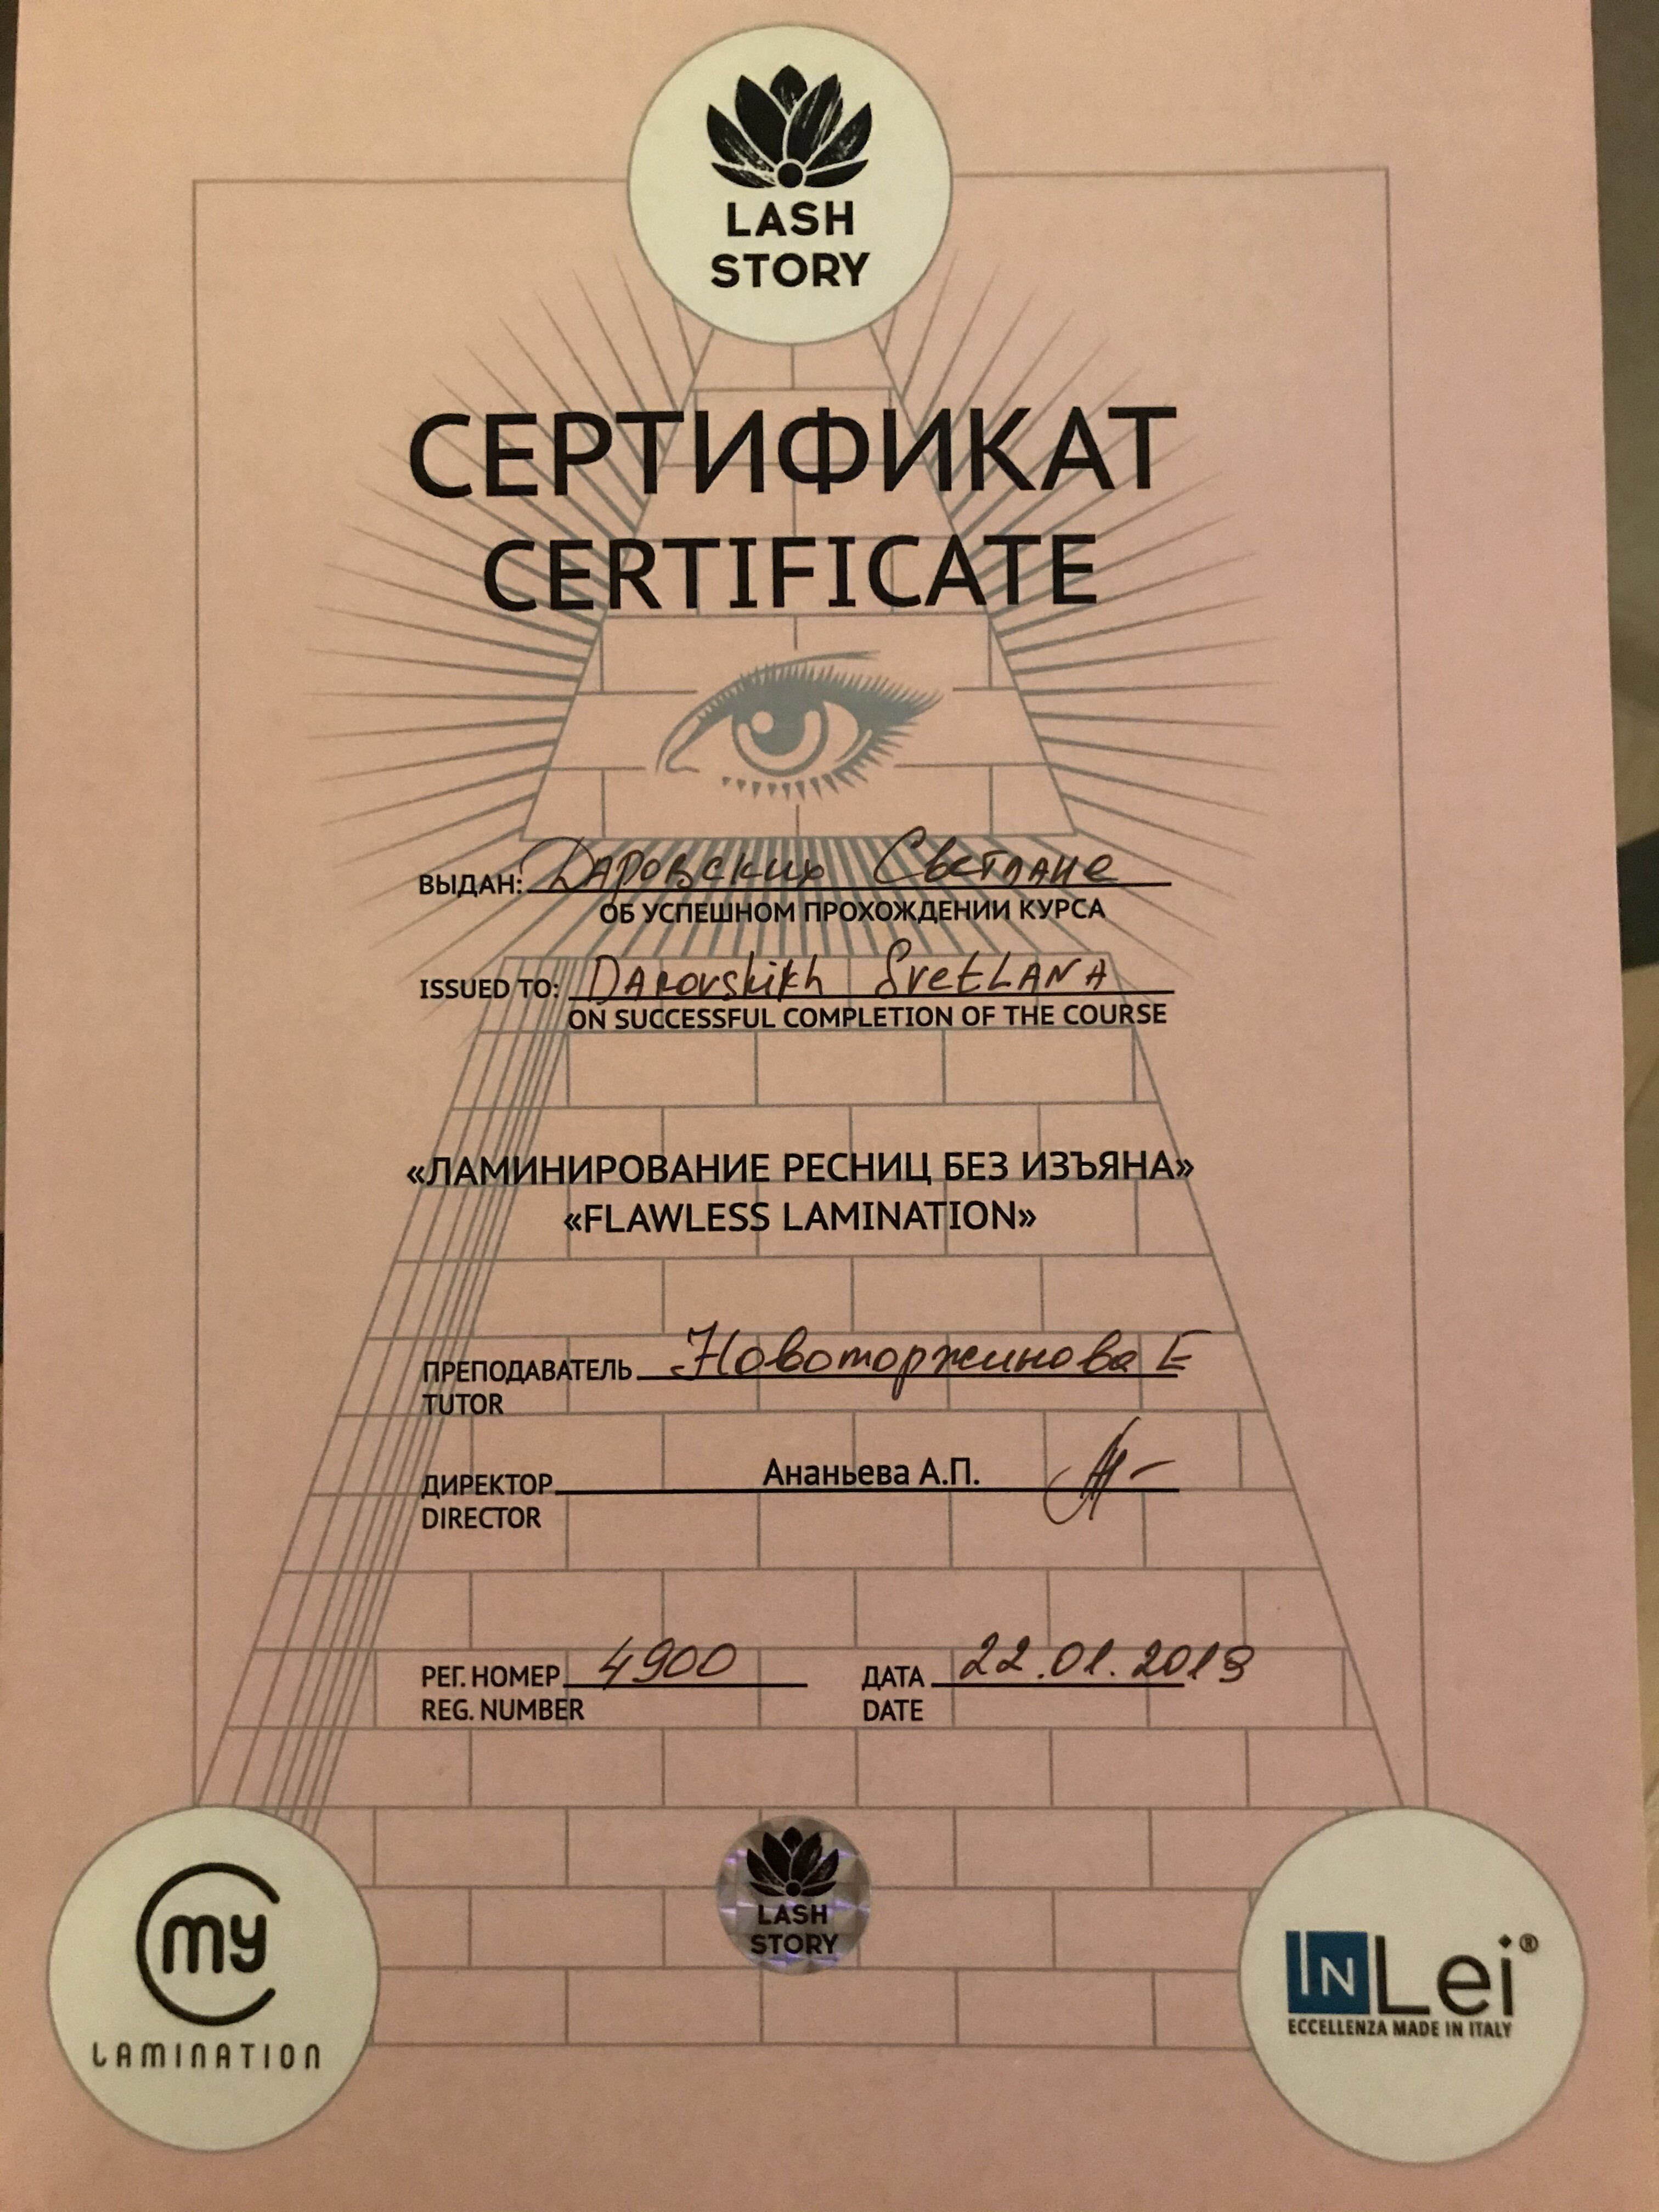 LASH
STORY
СЕРТИФИКАТ
CERTIFICATE
ВЫДАН: Даровских Светлане
ОБ УСПЕШНОМ ПРОХОЖДЕНИИ КУРСА
ISSUED TO: DAROVSKIKH SVETLANA
ON SUCCESSFUL COMPLETION OF THE COURSE
«ЛАМИНИРОВАНИЕ РЕСНИЦ БЕЗ ИЗЪЯНА»
«FLAWLESS LAMINATION»
ПРЕПОДАВАТЕЛЬ Новоторжинова Е
TUTOR
ДИРЕКТОР Ананьева А.П.
DIRECTOR
РЕГ. НОМЕР 4900 ДАТА 22.01.2019
REG. NUMBER DATE
my
LAMINATION
LASH
STORY
INLei®
ECCELLENZA MADE IN ITALY